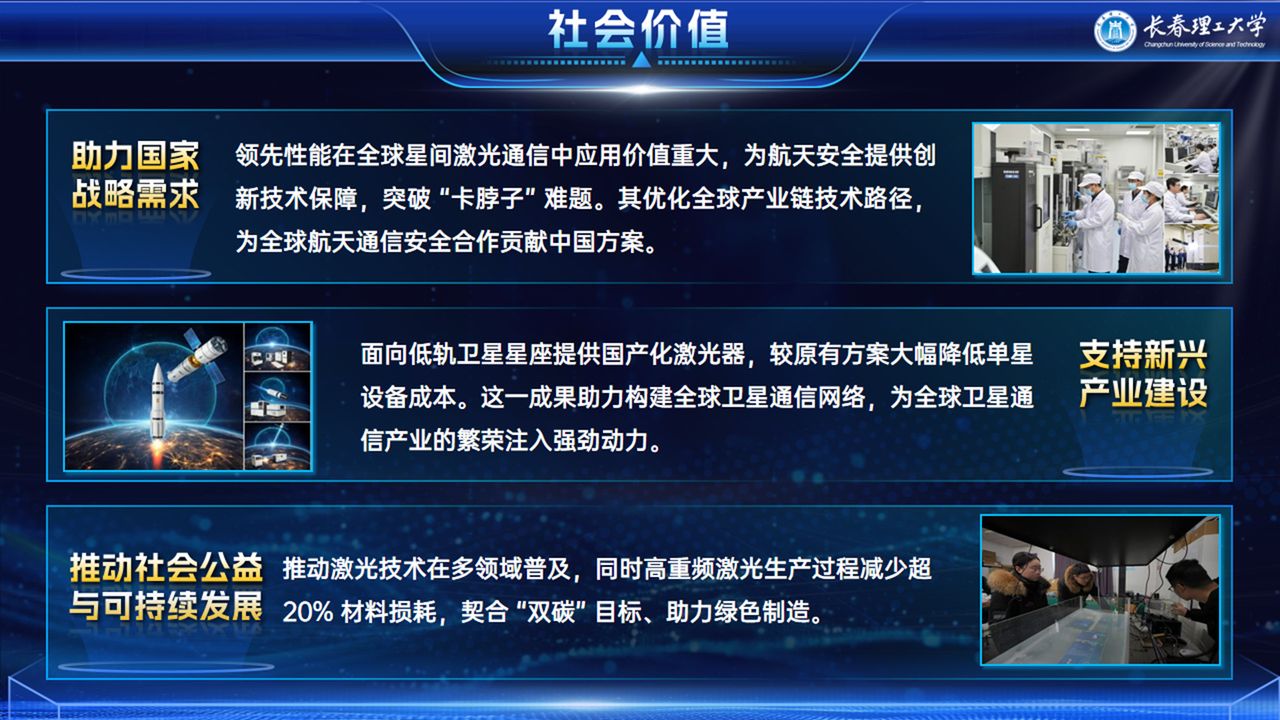 社会价值
长春理工大学
Changchun University of Science and Technology
助力国家
战略需求
领先性能在全球星间激光通信中应用价值重大，为航天安全提供创
新技术保障，突破“卡脖子”难题。其优化全球产业链技术路径，
为全球航天通信安全合作贡献中国方案。
面向低轨卫星星座提供国产化激光器，较原有方案大幅降低单星
设备成本。这一成果助力构建全球卫星通信网络，为全球卫星通
信产业的繁荣注入强劲动力。
支持新兴
产业建设
推动社会公益
与可持续发展
推动激光技术在多领域普及，同时高重频激光生产过程减少超
20% 材料损耗，契合“双碳”目标、助力绿色制造。